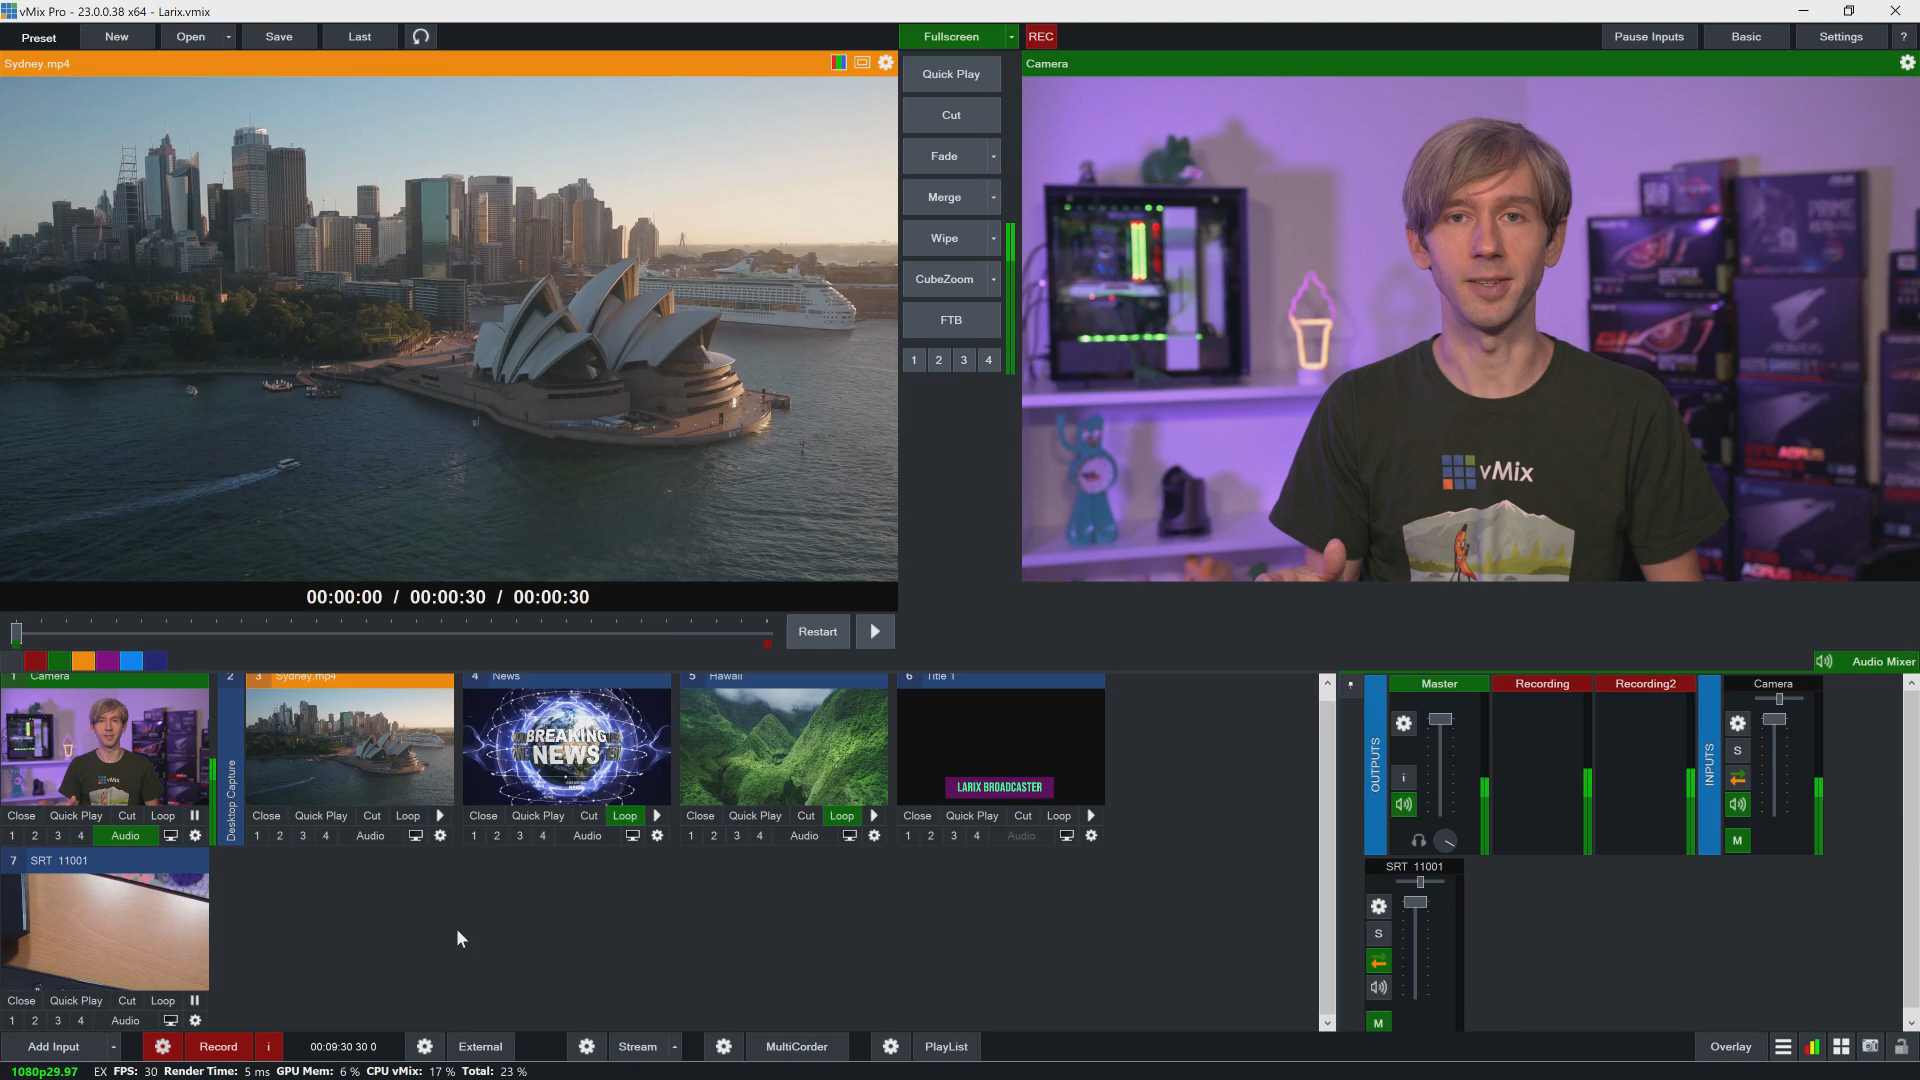 vMix Pro - 23.0.0.38 x64 - Larix.vmix
Preset New Open Save Last Fullscreen REC Pause Inputs Basic Settings ?
Sydney.mp4
Camera
Quick Play
Cut
Fade
Merge
Wipe
CubeZoom
FTB
1 2 3 4
vMix
00:00:00 / 00:00:30 / 00:00:30
Restart
Audio Mixer
1 Camera
2 Desktop Capture
3 Sydney.mp4
4 News
5 Hawaii
6 Title 1
BREAKING
NEWS
LARIX BROADCASTER
Close Quick Play Cut Loop
1 2 3 4 Audio
Close Quick Play Cut Loop
1 2 3 4 Audio
Close Quick Play Cut Loop
1 2 3 4 Audio
Close Quick Play Cut Loop
1 2 3 4 Audio
Close Quick Play Cut Loop
1 2 3 4 Audio
7 SRT 11001
Close Quick Play Cut Loop
1 2 3 4 Audio
OUTPUTS
Master
i
Recording
Recording2
INPUTS
Camera
S
M
SRT 11001
S
M
Add Input Record i 00:09:30 30 0 External Stream MultiCorder PlayList Overlay
1080p29.97 EX FPS: 30 Render Time: 5 ms GPU Mem: 6 % CPU vMix: 17 % Total: 23 %